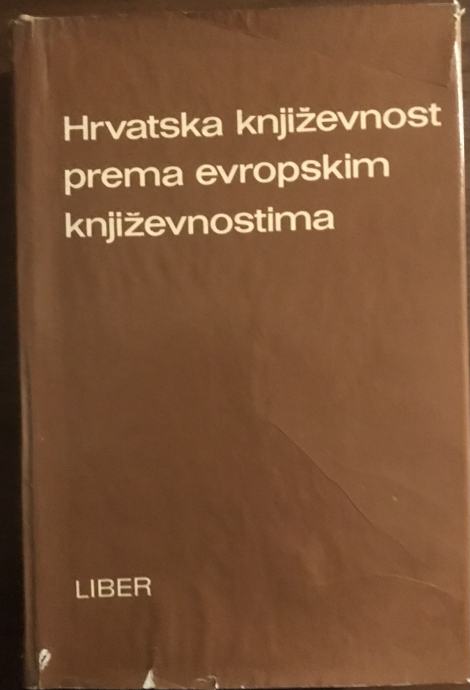 Hrvatska književnost
prema evropskim
književnostima
LIBER